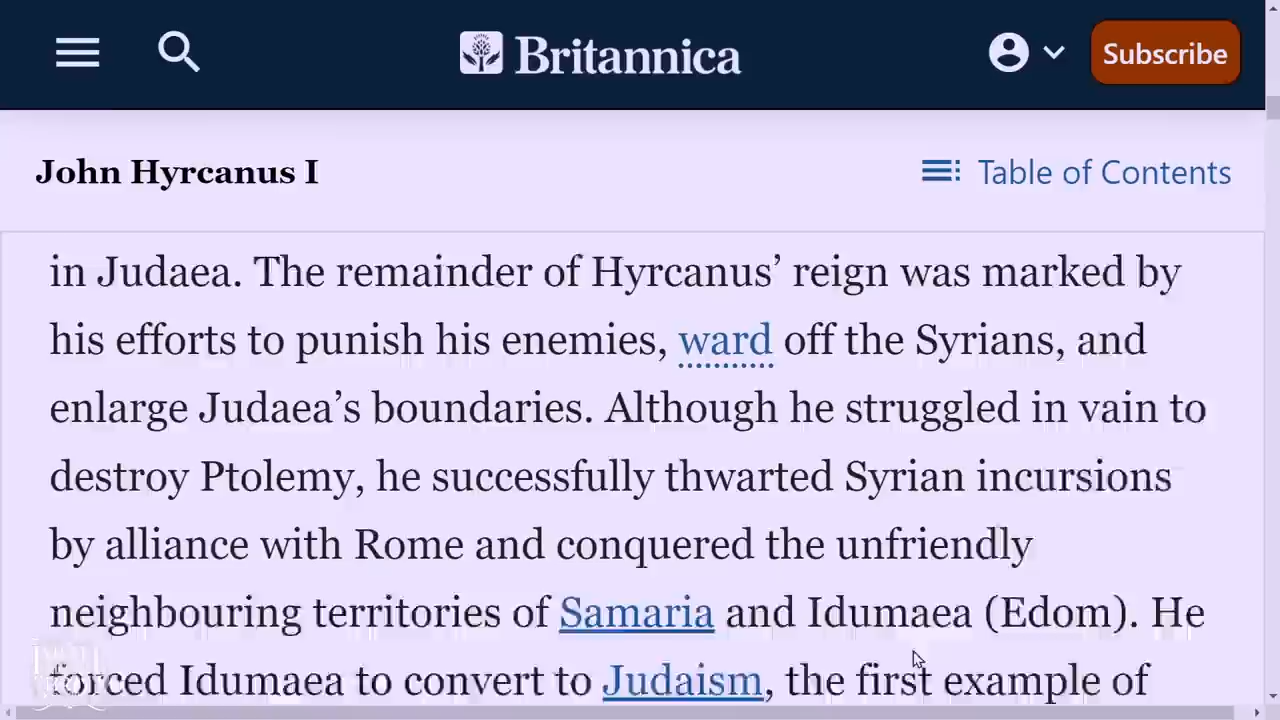 Britannica
Subscribe
John Hyrcanus I
Table of Contents
in Judaea. The remainder of Hyrcanus’ reign was marked by
his efforts to punish his enemies, ward off the Syrians, and
enlarge Judaea’s boundaries. Although he struggled in vain to
destroy Ptolemy, he successfully thwarted Syrian incursions
by alliance with Rome and conquered the unfriendly
neighbouring territories of Samaria and Idumaea (Edom). He
forced Idumaea to convert to Judaism, the first example of